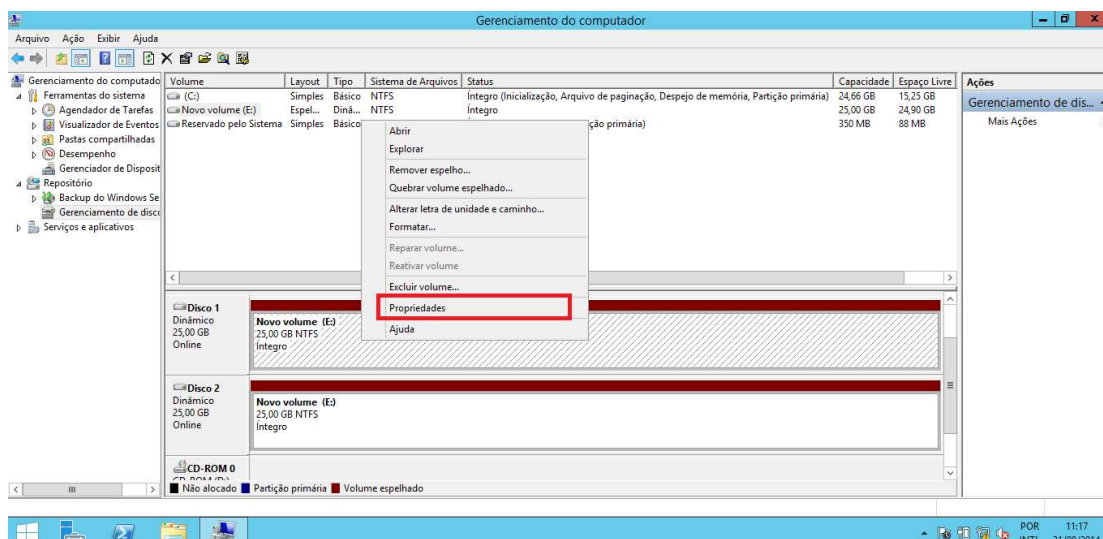 Gerenciamento do computador
Arquivo Ação Exibir Ajuda
Gerenciamento do computado
Ferramentas do sistema
Agendador de Tarefas
Visualizador de Eventos
Pastas compartilhadas
Desempenho
Gerenciador de Disposit
Repositório
Backup do Windows Se
Gerenciamento de disco
Serviços e aplicativos
Volume Layout Tipo Sistema de Arquivos Status Capacidade Espaço Livre
(C:) Simples Básico NTFS Íntegro (Inicialização, Arquivo de paginação, Despejo de memória, Partição primária) 24,66 GB 15,25 GB
Novo volume (E:) Espel... Dinâ... NTFS Íntegro 25,00 GB 24,90 GB
Reservado pelo Sistema Simples Básico ção primária) 350 MB 88 MB
Abrir
Explorar
Remover espelho...
Quebrar volume espelhado...
Alterar letra de unidade e caminho...
Formatar...
Reparar volume...
Reativar volume
Excluir volume...
Propriedades
Ajuda
Disco 1
Dinâmico
25,00 GB
Online
Novo volume (E:)
25,00 GB NTFS
Íntegro
Disco 2
Dinâmico
25,00 GB
Online
Novo volume (E:)
25,00 GB NTFS
Íntegro
CD-ROM 0
CD-ROM (D:)
Não alocado Partição primária Volume espelhado
Ações
Gerenciamento de dis...
Mais Ações
POR 11:17
INTL 21/08/2014